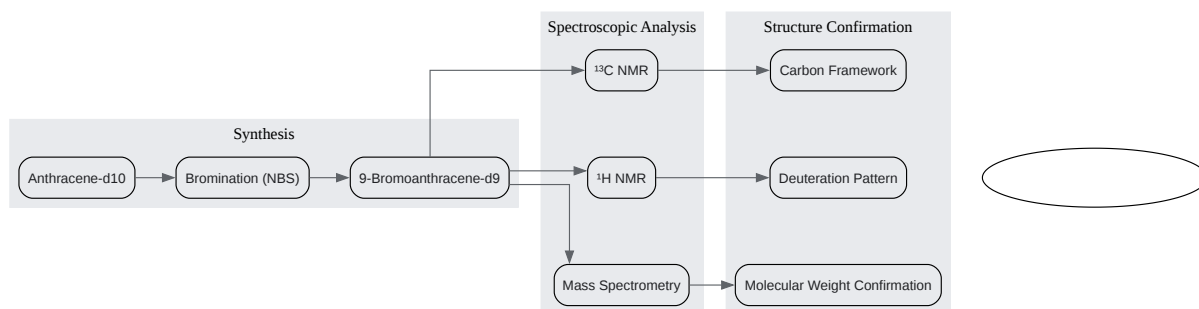 Spectroscopic Analysis
Structure Confirmation
¹³C NMR
Carbon Framework
Synthesis
Anthracene-d10
Bromination (NBS)
9-Bromoanthracene-d9
¹H NMR
Deuteration Pattern
Mass Spectrometry
Molecular Weight Confirmation